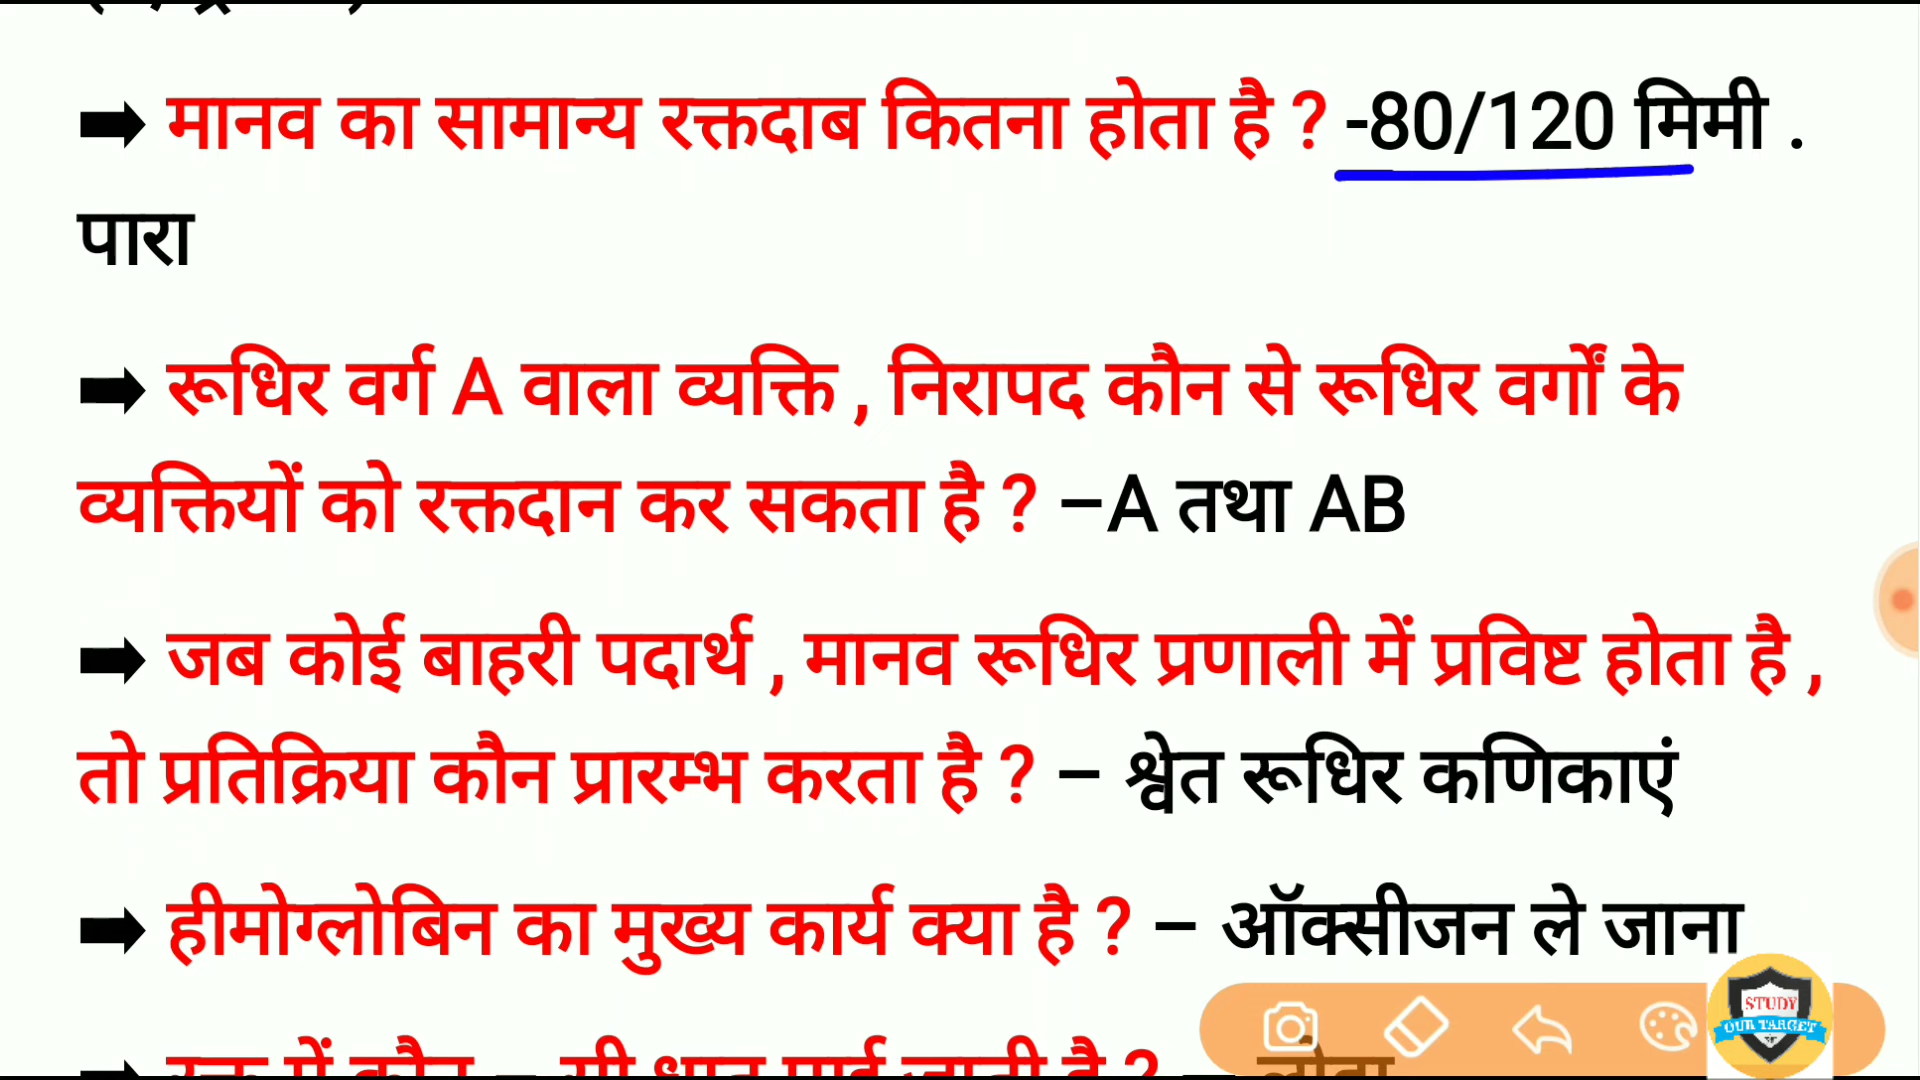 ➡ मानव का सामान्य रक्तदाब कितना होता है ? -80/120 मिमी .
पारा
➡ रूधिर वर्ग A वाला व्यक्ति , निरापद कौन से रूधिर वर्गों के
व्यक्तियों को रक्तदान कर सकता है ? –A तथा AB
➡ जब कोई बाहरी पदार्थ , मानव रूधिर प्रणाली में प्रविष्ट होता है ,
तो प्रतिक्रिया कौन प्रारम्भ करता है ? – श्वेत रूधिर कणिकाएं
➡ हीमोग्लोबिन का मुख्य कार्य क्या है ? – ऑक्सीजन ले जाना
STUDY
OUR TARGET